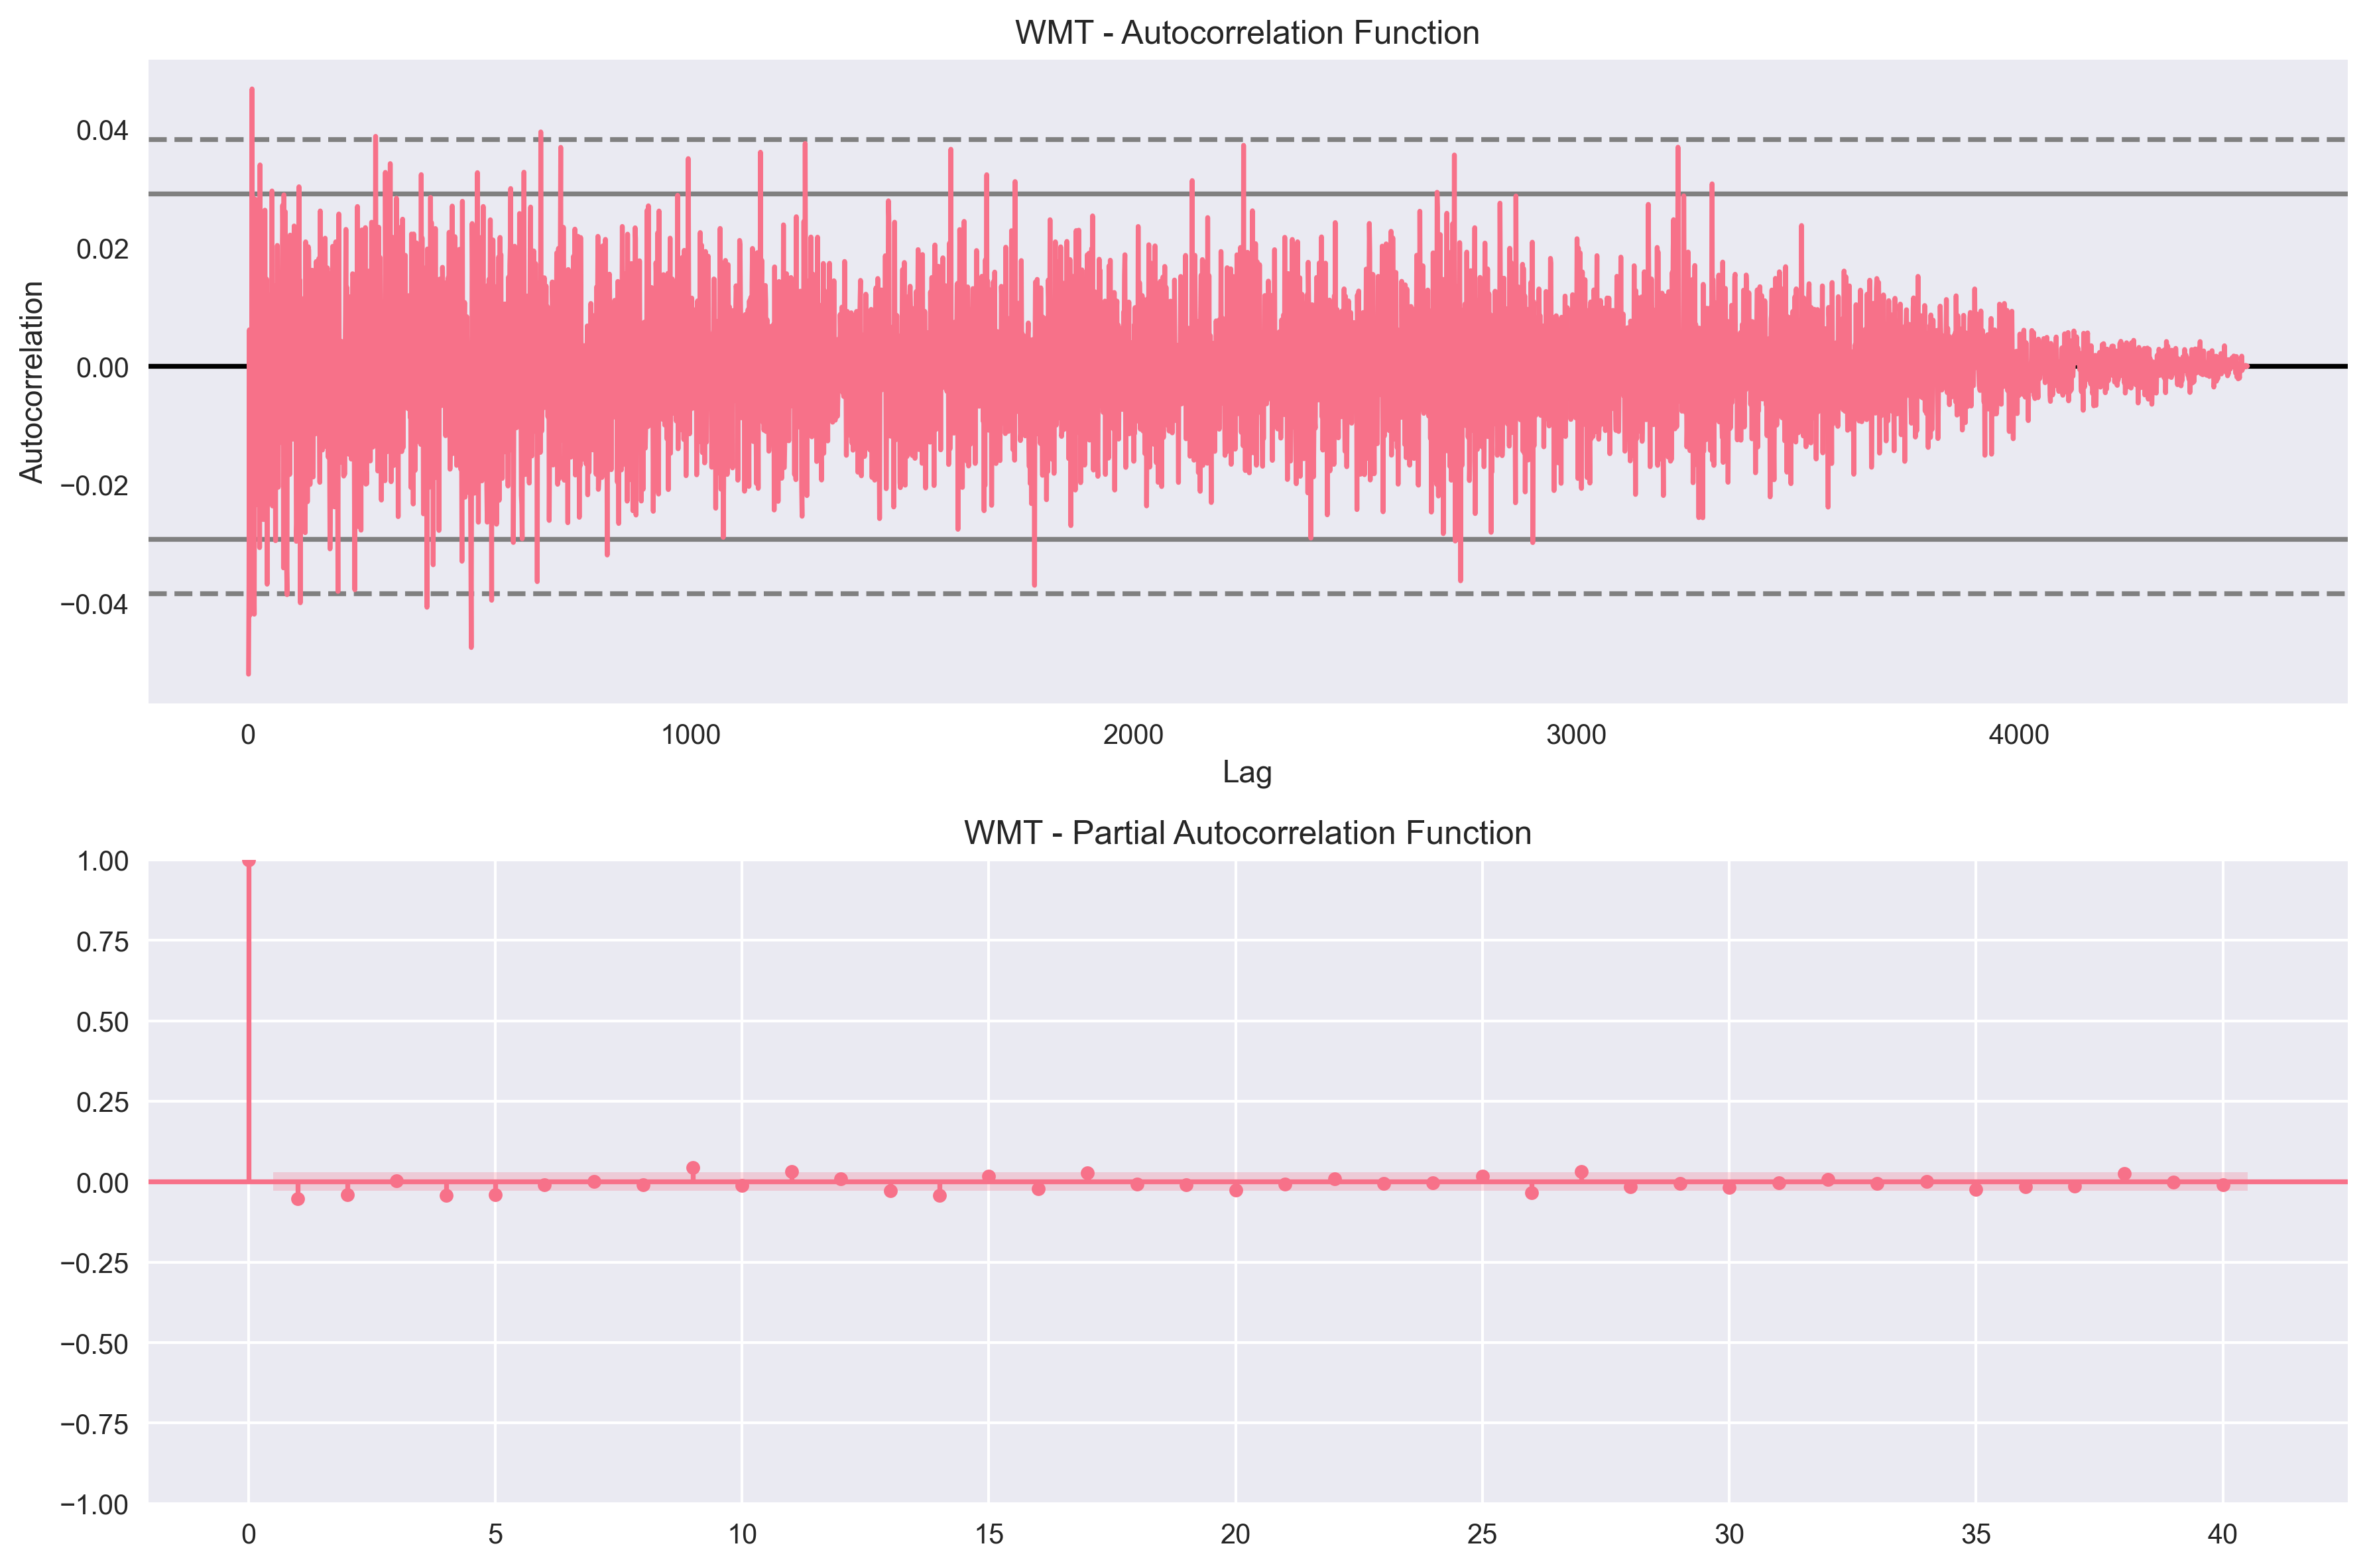 WMT - Autocorrelation Function
0.04
0.02
0.00
−0.02
−0.04
Autocorrelation
0 1000 2000 3000 4000
Lag
WMT - Partial Autocorrelation Function
1.00
0.75
0.50
0.25
0.00
−0.25
−0.50
−0.75
−1.00
0 5 10 15 20 25 30 35 40